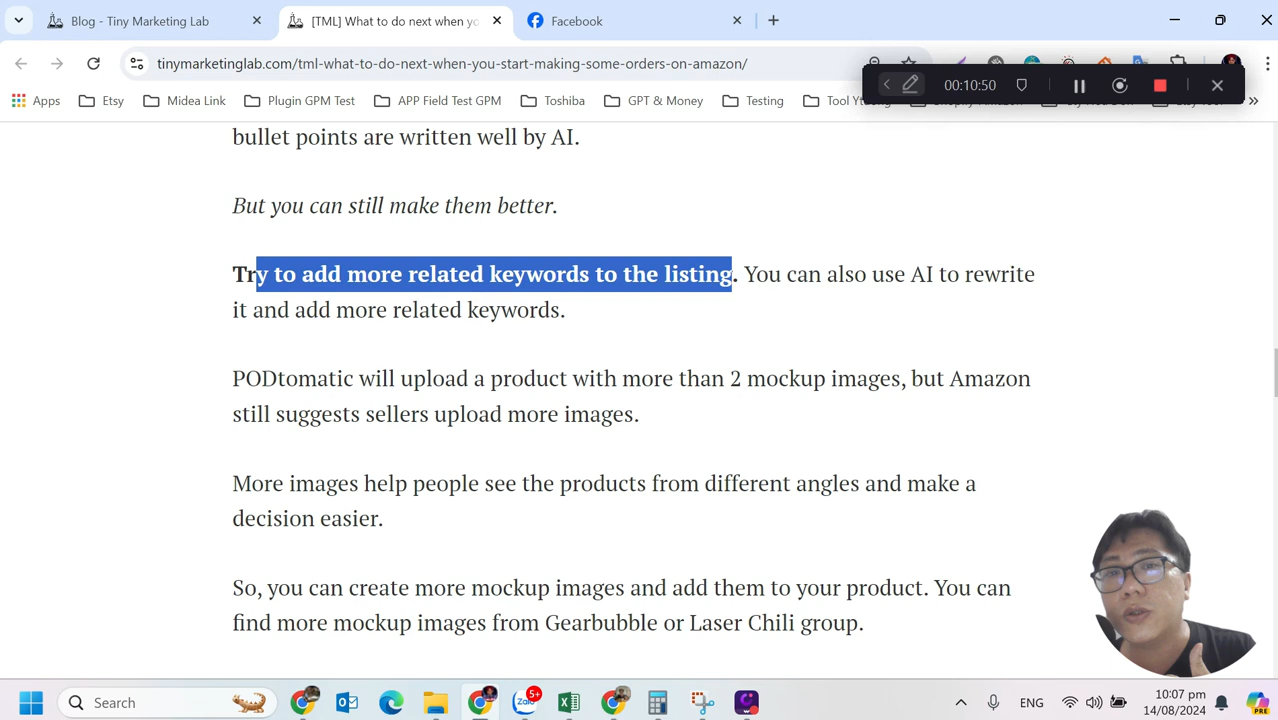 Blog - Tiny Marketing Lab
[TML] What to do next when yo
Facebook
tinymarketinglab.com/tml-what-to-do-next-when-you-start-making-some-orders-on-amazon/
00:10:50
Apps
Etsy
Midea Link
Plugin GPM Test
APP Field Test GPM
Toshiba
GPT & Money
Testing
bullet points are written well by AI.
But you can still make them better.
Try to add more related keywords to the listing. You can also use AI to rewrite
it and add more related keywords.
PODtomatic will upload a product with more than 2 mockup images, but Amazon
still suggests sellers upload more images.
More images help people see the products from different angles and make a
decision easier.
So, you can create more mockup images and add them to your product. You can
find more mockup images from Gearbubble or Laser Chili group.
Search
Zalo
5+
ENG
10:07 pm
14/08/2024
PRE